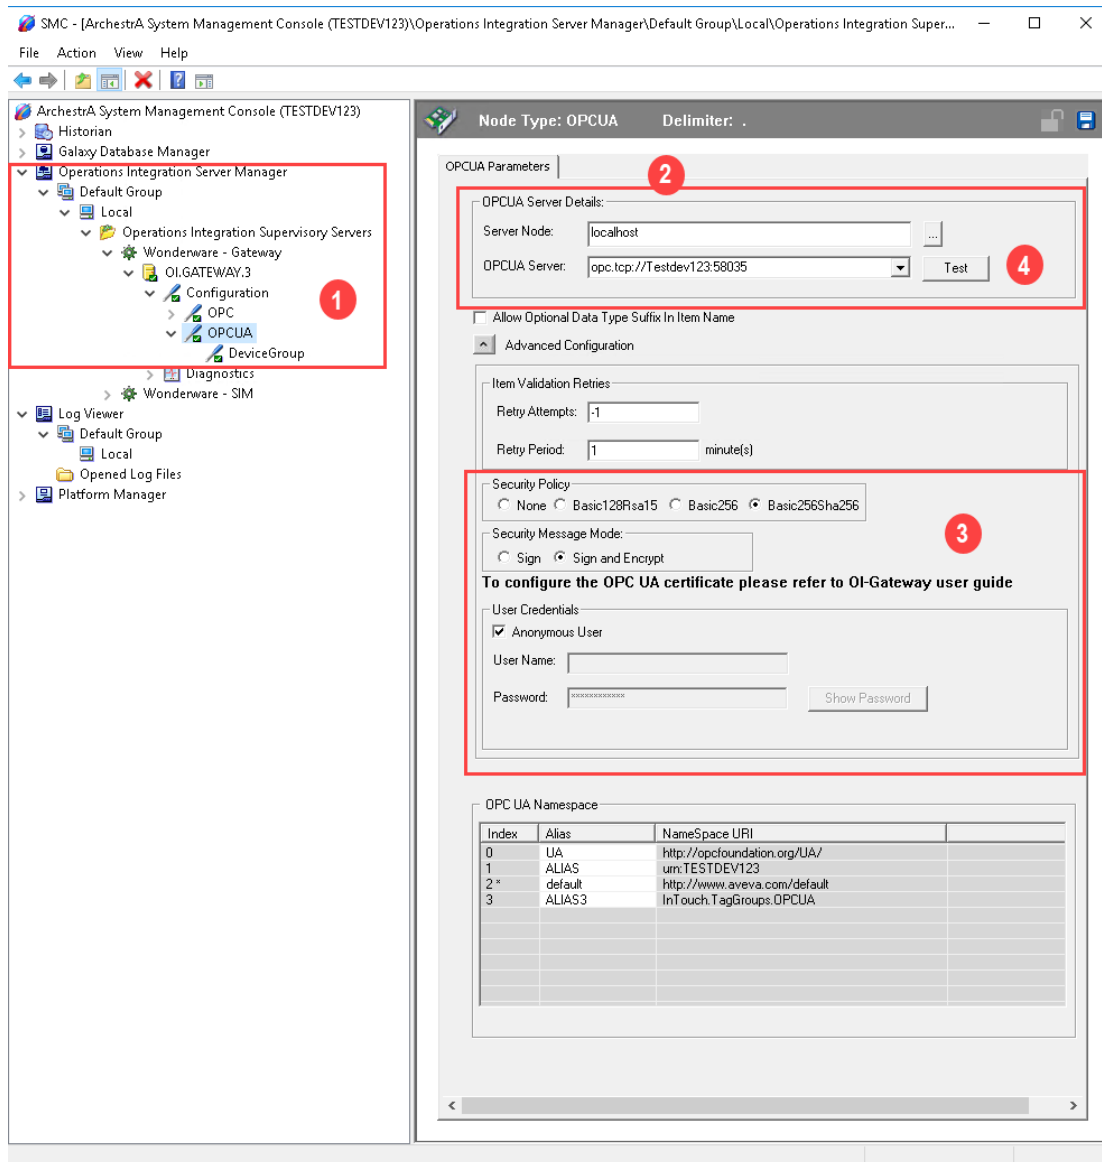 SMC - [ArchestrA System Management Console (TESTDEV123)\Operations Integration Server Manager\Default Group\Local\Operations Integration Super...
File Action View Help
ArchestrA System Management Console (TESTDEV123)
Historian
Galaxy Database Manager
Operations Integration Server Manager
Default Group
Local
Operations Integration Supervisory Servers
Wonderware - Gateway
OI.GATEWAY.3
Configuration
1
OPC
OPCUA
DeviceGroup
Diagnostics
Wonderware - SIM
Log Viewer
Default Group
Local
Opened Log Files
Platform Manager
Node Type: OPCUA Delimiter: .
OPCUA Parameters
2
OPCUA Server Details:
Server Node: localhost ...
OPCUA Server: opc.tcp://Testdev123:58035 Test 4
Allow Optional Data Type Suffix In Item Name
Advanced Configuration
Item Validation Retries
Retry Attempts: -1
Retry Period: 1 minute(s)
Security Policy
None Basic128Rsa15 Basic256 Basic256Sha256
3
Security Message Mode:
Sign Sign and Encrypt
To configure the OPC UA certificate please refer to OI-Gateway user guide
User Credentials
Anonymous User
User Name:
Password: ************ Show Password
OPC UA Namespace
Index Alias NameSpace URI
0 UA http://opcfoundation.org/UA/
1 ALIAS urn:TESTDEV123
2 * default http://www.aveva.com/default
3 ALIAS3 InTouch.TagGroups.OPCUA